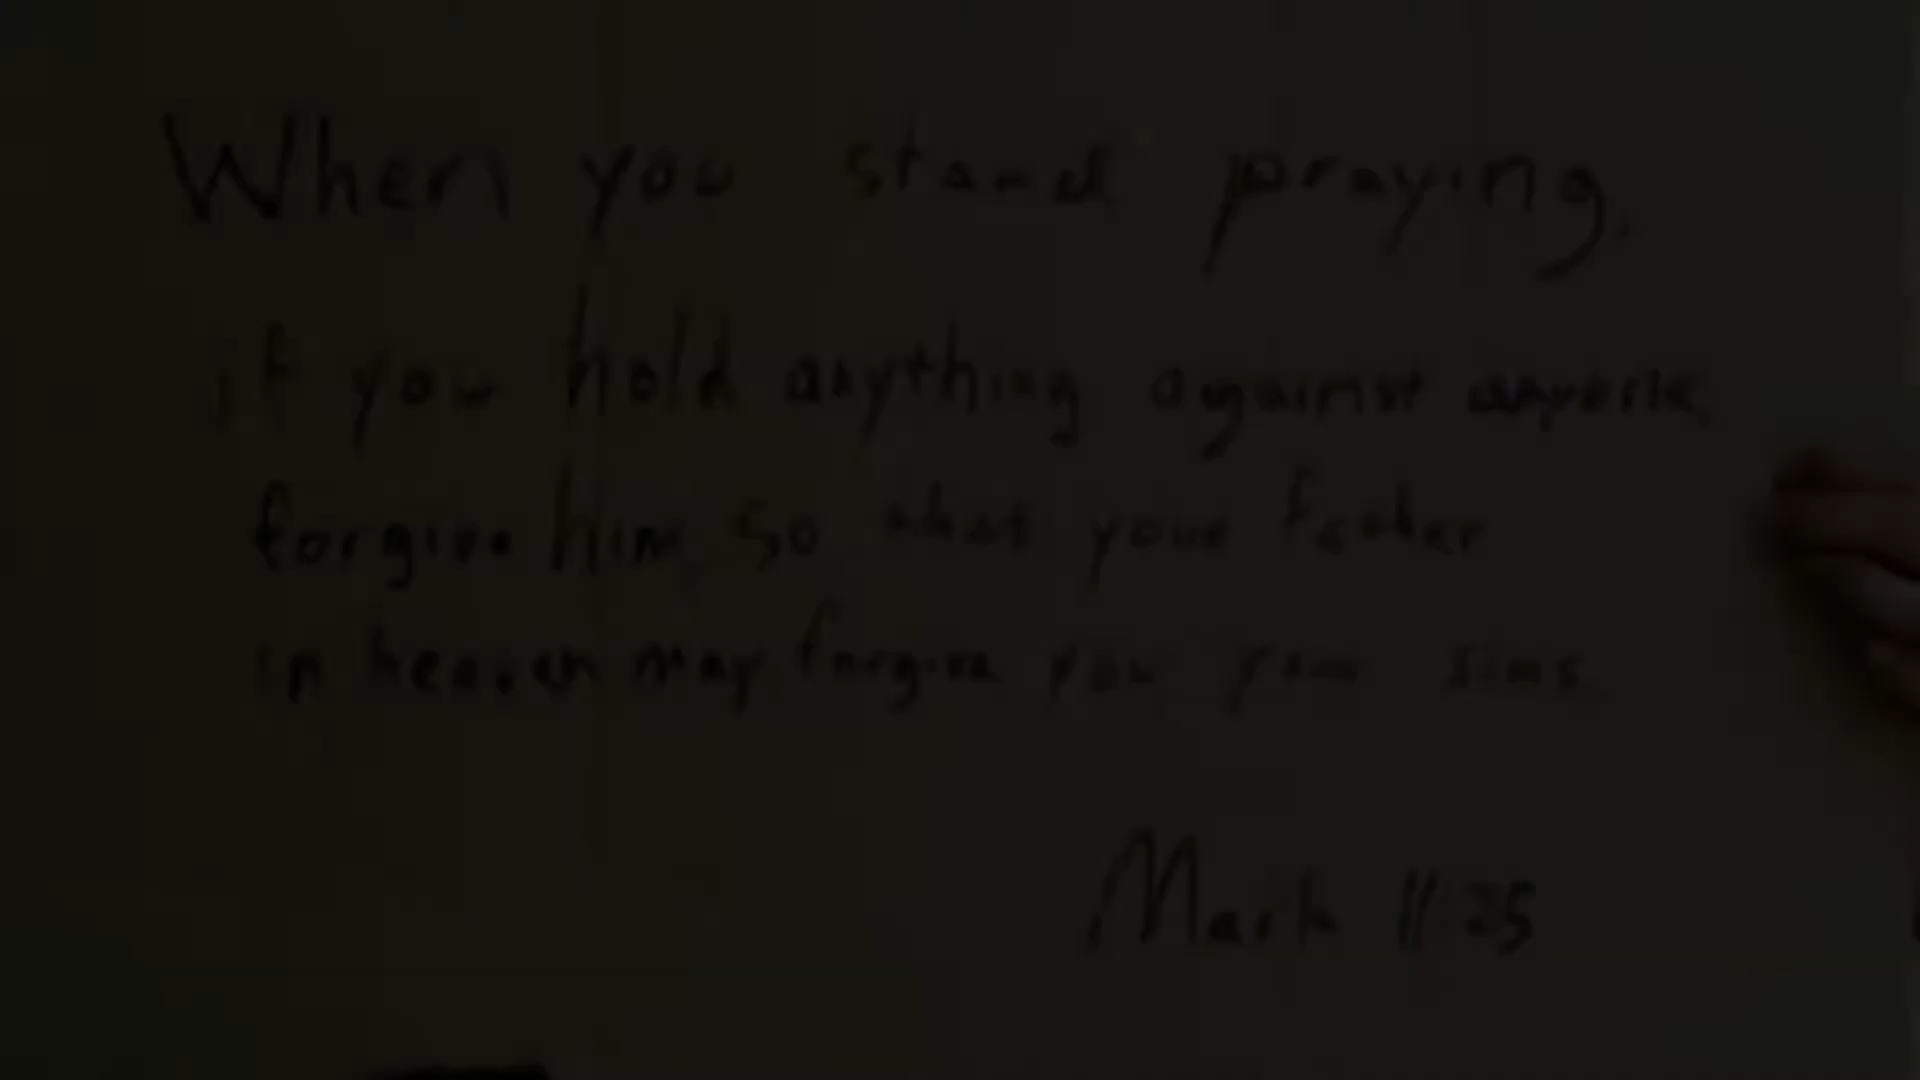 When you stand praying,
if you hold anything against anyone,
forgive him, so that your Father
in heaven may forgive you your sins
Mark 11:25